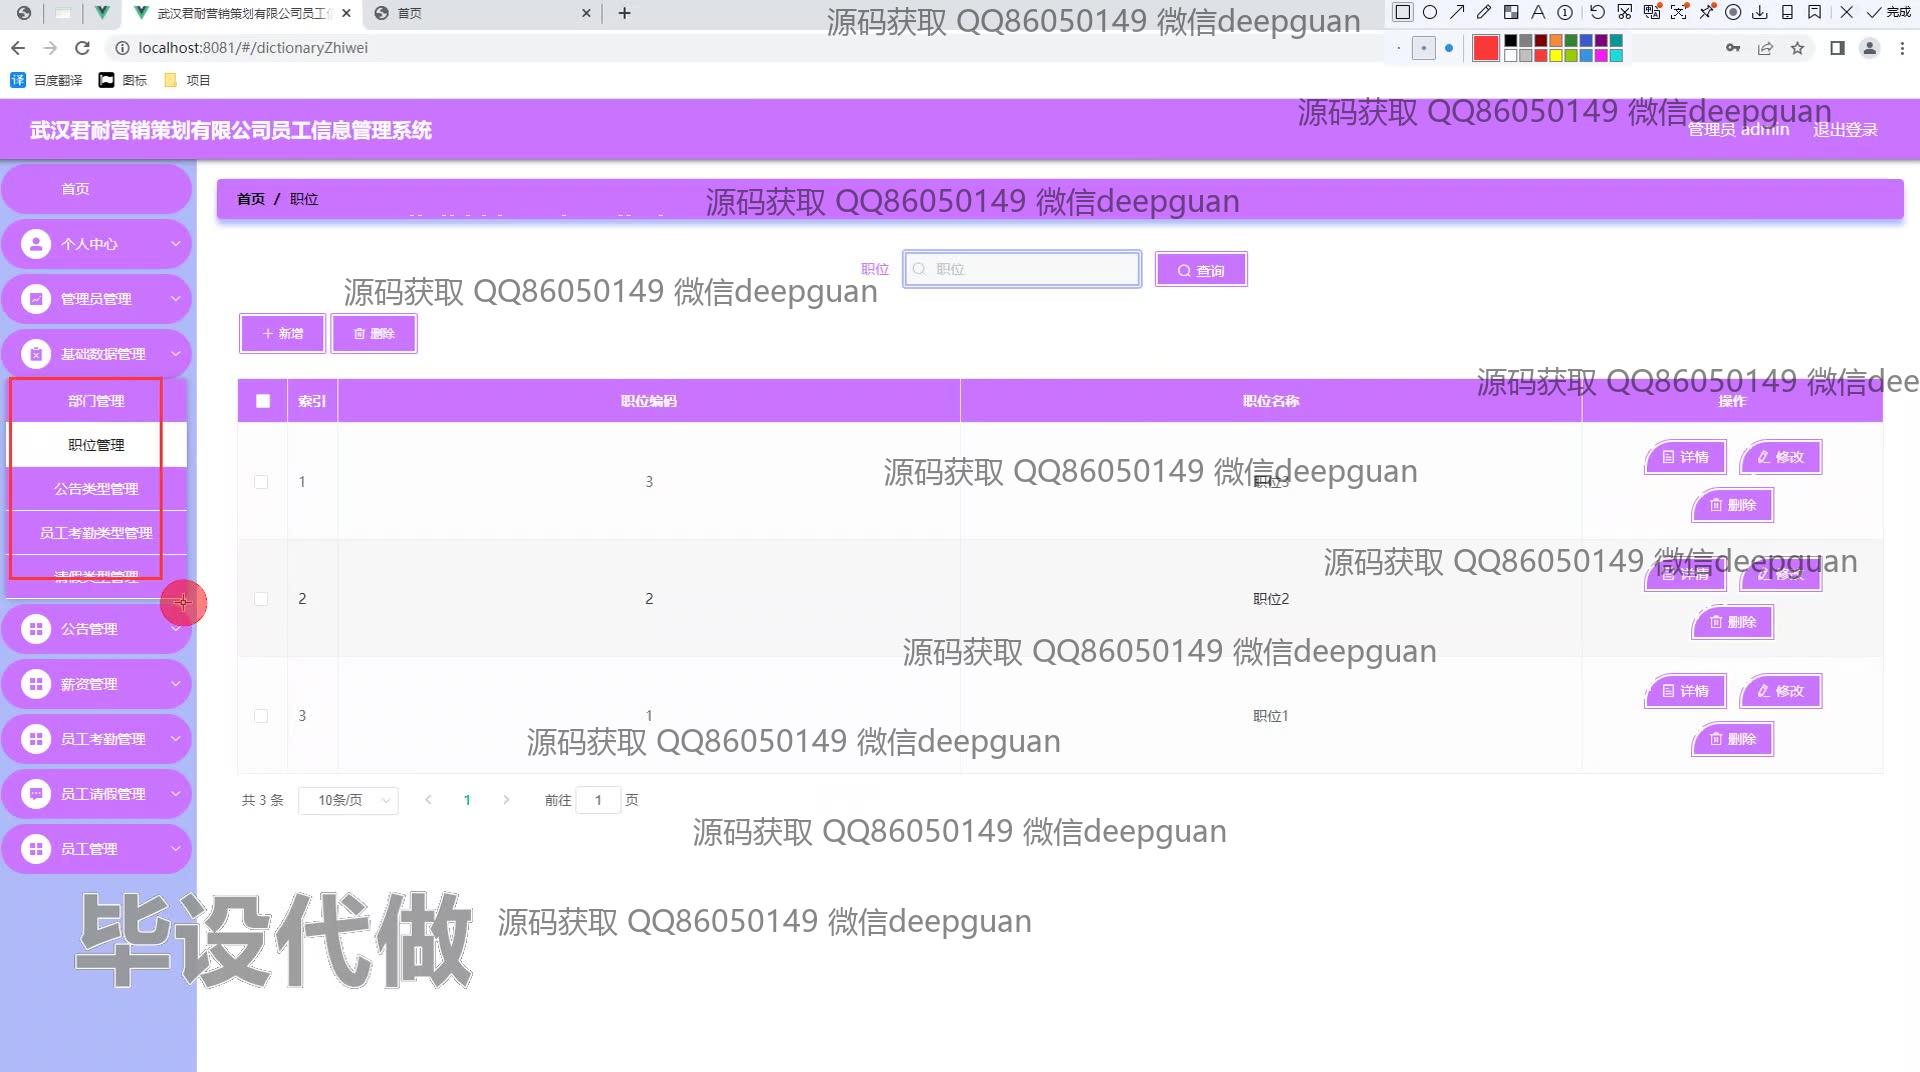 武汉君耐营销策划有限公司员工信
首页
源码获取 QQ86050149 微信deepguan
完成
localhost:8081/#/dictionaryZhiwei
百度翻译
图标
项目
源码获取 QQ86050149 微信deepguan
武汉君耐营销策划有限公司员工信息管理系统
管理员 admin
退出登录
首页
首页 / 职位
源码获取 QQ86050149 微信deepguan
个人中心
职位
职位
查询
源码获取 QQ86050149 微信deepguan
管理员管理
新增
删除
基础数据管理
源码获取 QQ86050149 微信dee
部门管理
索引
职位编码
职位名称
操作
职位管理
详情
修改
源码获取 QQ86050149 微信deepguan
1
3
职位3
公告类型管理
删除
员工考勤类型管理
源码获取 QQ86050149 微信deepguan
请假类型管理
详情
修改
2
2
职位2
公告管理
删除
源码获取 QQ86050149 微信deepguan
薪资管理
详情
修改
3
1
职位1
员工考勤管理
源码获取 QQ86050149 微信deepguan
删除
员工请假管理
共 3 条
10条/页
1
前往
1
页
源码获取 QQ86050149 微信deepguan
员工管理
毕设代做
源码获取 QQ86050149 微信deepguan